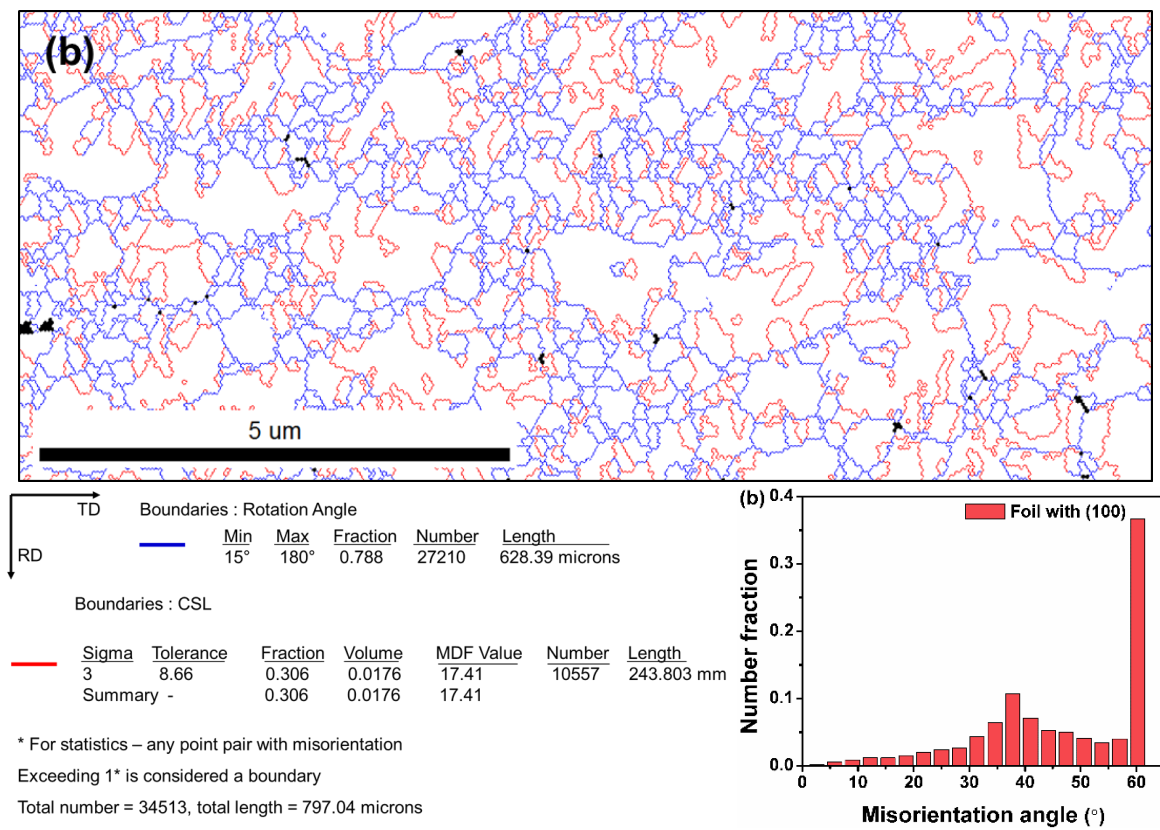 (b)
5 um
TD
RD
Boundaries : Rotation Angle
Min Max Fraction Number Length
15° 180° 0.788 27210 628.39 microns
Boundaries : CSL
Sigma Tolerance Fraction Volume MDF Value Number Length
3 8.66 0.306 0.0176 17.41 10557 243.803 mm
Summary - 0.306 0.0176 17.41
* For statistics – any point pair with misorientation
Exceeding 1* is considered a boundary
Total number = 34513, total length = 797.04 microns
(b)
Foil with (100)
Number fraction
0.4
0.3
0.2
0.1
0.0
0 10 20 30 40 50 60
Misorientation angle (°)